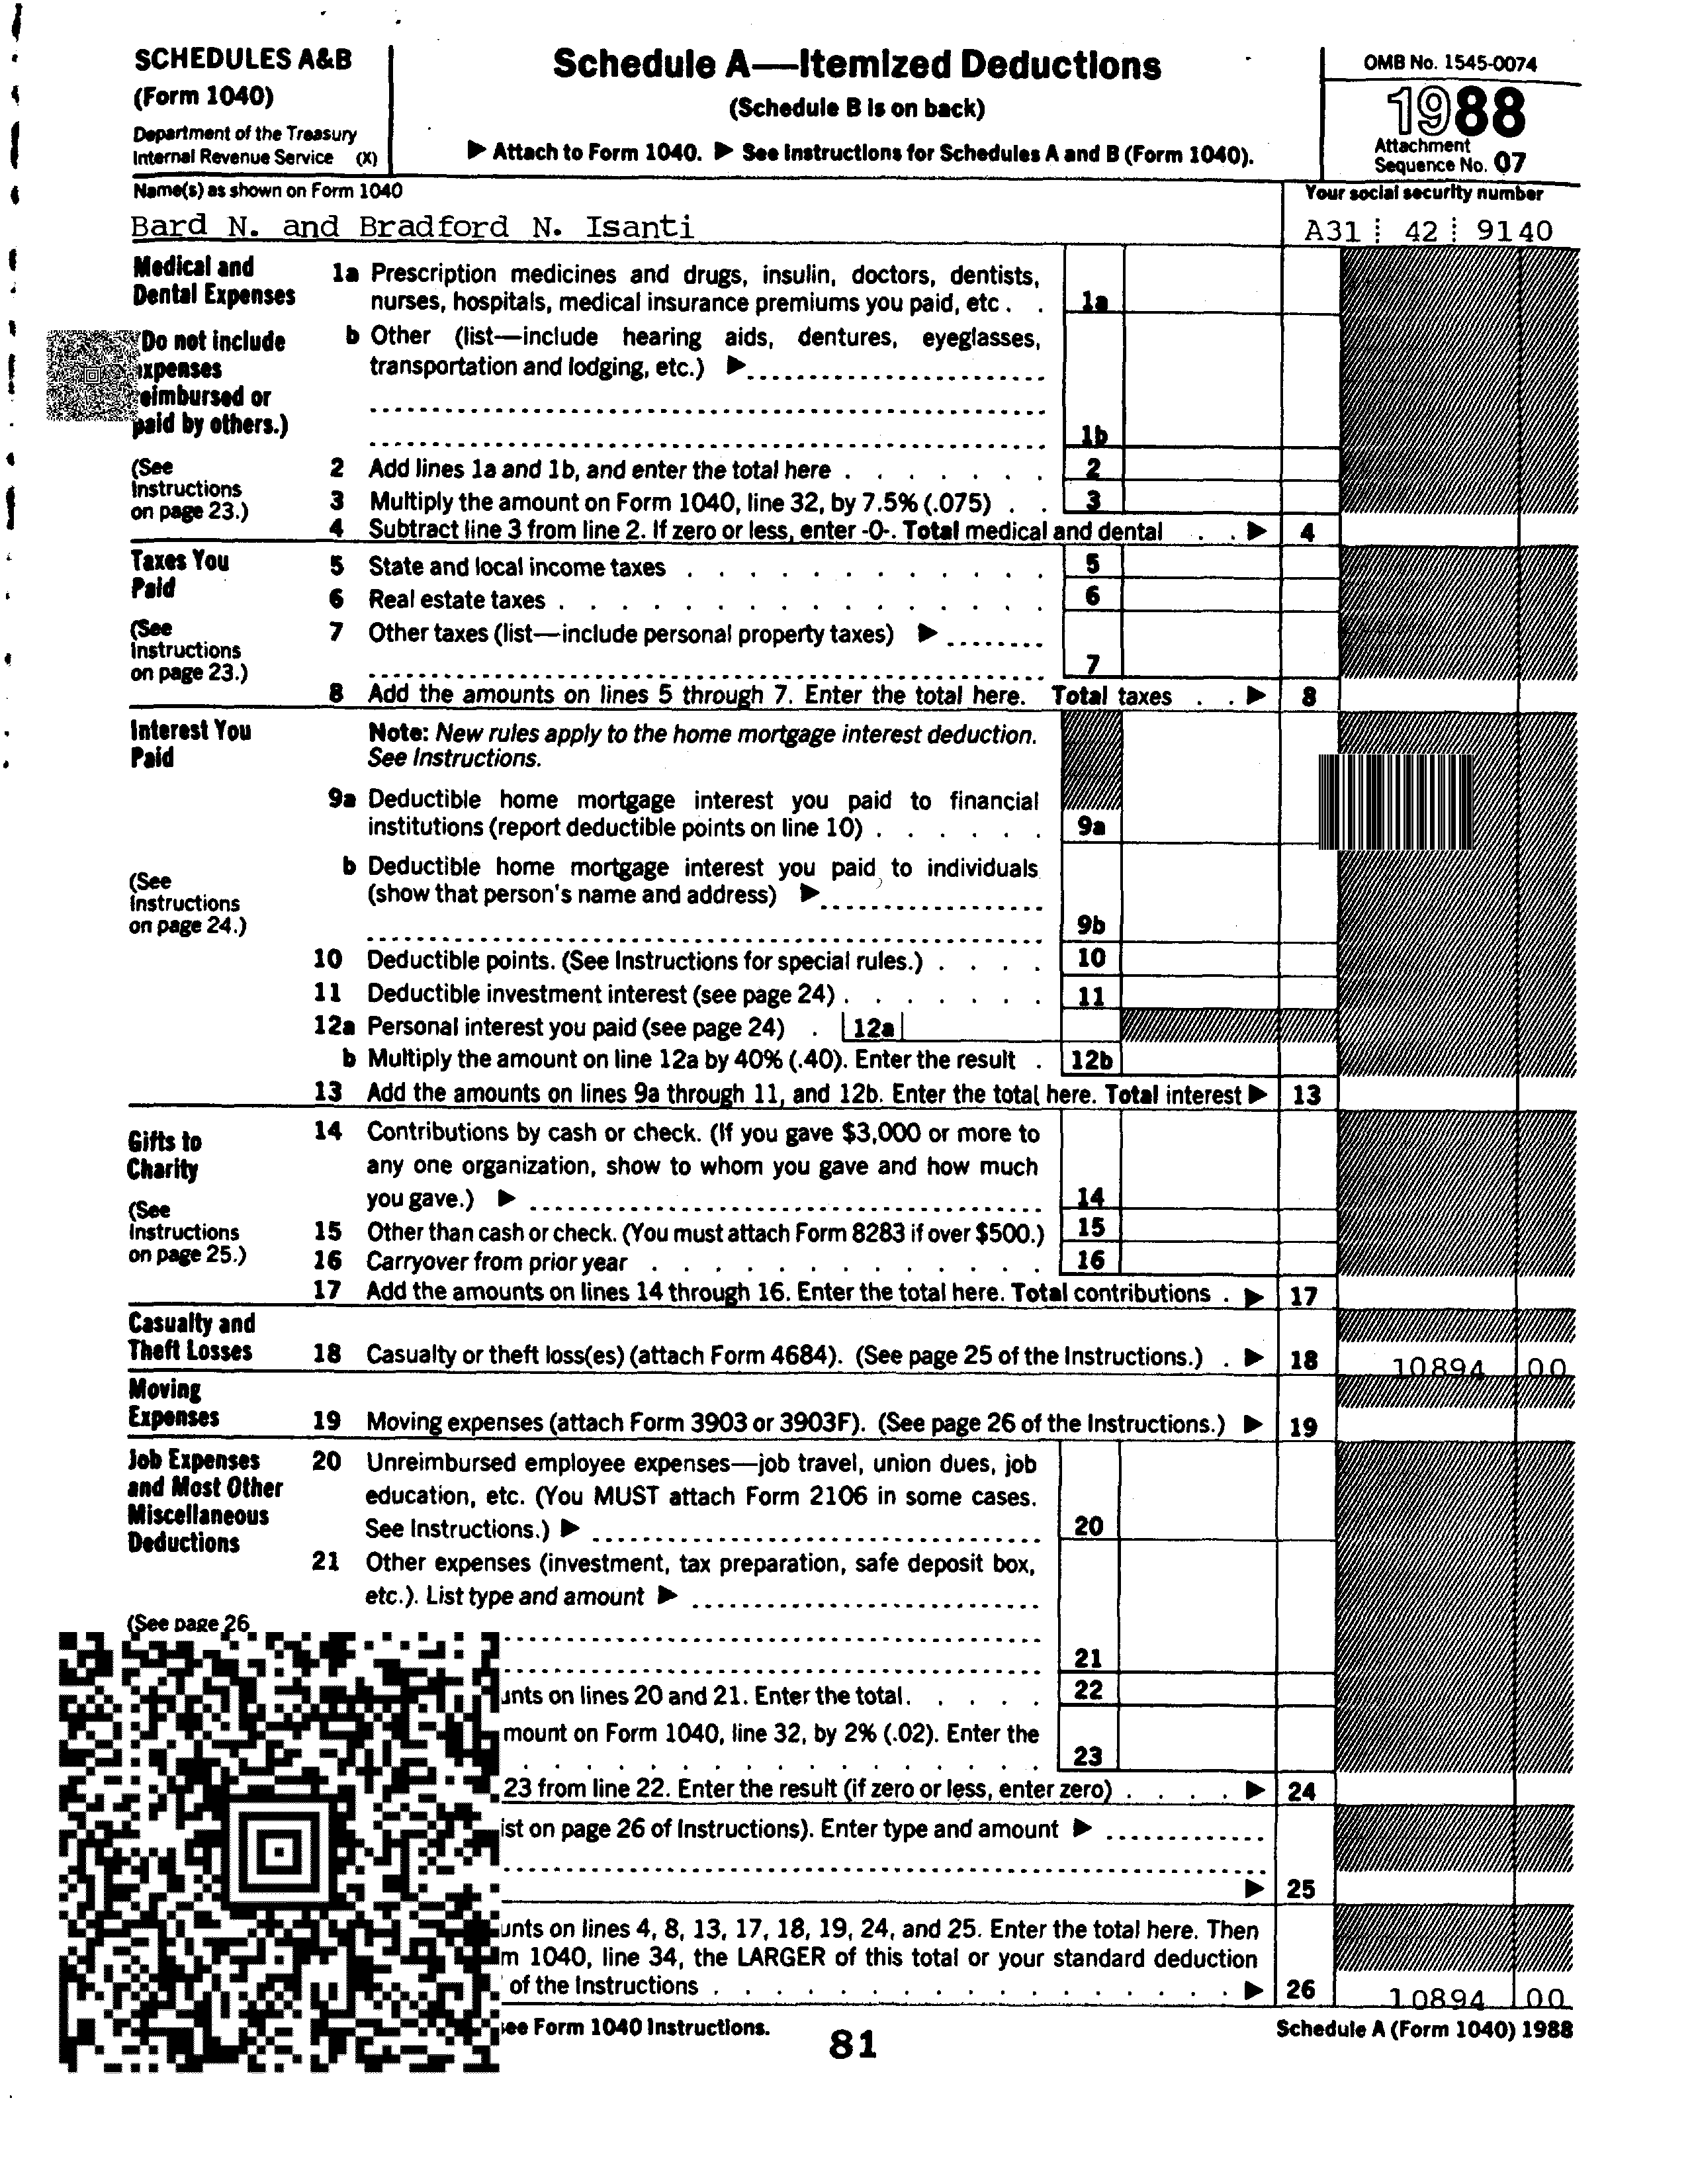 SCHEDULES A&B
(Form 1040)
Department of the Treasury
Internal Revenue Service (X)
Schedule A—Itemized Deductions
(Schedule B is on back)
▶ Attach to Form 1040. ▶ See Instructions for Schedules A and B (Form 1040).
OMB No. 1545-0074
1988
Attachment
Sequence No. 07
Name(s) as shown on Form 1040
Bard N. and Bradford N. Isanti
Your social security number
A31 42 9140
Medical and
Dental Expenses
(Do not include
expenses
reimbursed or
paid by others.)
(See
Instructions
on page 23.)
1a Prescription medicines and drugs, insulin, doctors, dentists,
nurses, hospitals, medical insurance premiums you paid, etc . . 1a
b Other (list—include hearing aids, dentures, eyeglasses,
transportation and lodging, etc.) ▶
1b
2 Add lines 1a and 1b, and enter the total here . . . . . . . 2
3 Multiply the amount on Form 1040, line 32, by 7.5% (.075) . . 3
4 Subtract line 3 from line 2. If zero or less, enter -0-. Total medical and dental . . ▶ 4
Taxes You
Paid
(See
Instructions
on page 23.)
5 State and local income taxes . . . . . . . . . . . 5
6 Real estate taxes . . . . . . . . . . . . . . . 6
7 Other taxes (list—include personal property taxes) ▶
7
8 Add the amounts on lines 5 through 7. Enter the total here. Total taxes . . ▶ 8
Interest You
Paid
(See
Instructions
on page 24.)
Note: New rules apply to the home mortgage interest deduction.
See Instructions.
9a Deductible home mortgage interest you paid to financial
institutions (report deductible points on line 10) . . . . . . 9a
b Deductible home mortgage interest you paid to individuals
(show that person's name and address) ▶
9b
10 Deductible points. (See Instructions for special rules.) . . . . 10
11 Deductible investment interest (see page 24) . . . . . . . 11
12a Personal interest you paid (see page 24) . 12a
b Multiply the amount on line 12a by 40% (.40). Enter the result . 12b
13 Add the amounts on lines 9a through 11, and 12b. Enter the total here. Total interest ▶ 13
Gifts to
Charity
(See
Instructions
on page 25.)
14 Contributions by cash or check. (If you gave $3,000 or more to
any one organization, show to whom you gave and how much
you gave.) ▶ 14
15 Other than cash or check. (You must attach Form 8283 if over $500.) 15
16 Carryover from prior year . . . . . . . . . . . . . 16
17 Add the amounts on lines 14 through 16. Enter the total here. Total contributions . ▶ 17
Casualty and
Theft Losses
18 Casualty or theft loss(es) (attach Form 4684). (See page 25 of the Instructions.) . ▶ 18 10894 00
Moving
Expenses
19 Moving expenses (attach Form 3903 or 3903F). (See page 26 of the Instructions.) ▶ 19
Job Expenses
and Most Other
Miscellaneous
Deductions
(See page 26
20 Unreimbursed employee expenses—job travel, union dues, job
education, etc. (You MUST attach Form 2106 in some cases.
See Instructions.) ▶ 20
21 Other expenses (investment, tax preparation, safe deposit box,
etc.). List type and amount ▶
21
unts on lines 20 and 21. Enter the total. . . . . 22
mount on Form 1040, line 32, by 2% (.02). Enter the
23
23 from line 22. Enter the result (if zero or less, enter zero) . . . . ▶ 24
ist on page 26 of Instructions). Enter type and amount ▶
▶ 25
unts on lines 4, 8, 13, 17, 18, 19, 24, and 25. Enter the total here. Then
m 1040, line 34, the LARGER of this total or your standard deduction
of the Instructions . . . . . . . . . . . . . . . . ▶ 26 10894 00
see Form 1040 Instructions.
81
Schedule A (Form 1040) 1988